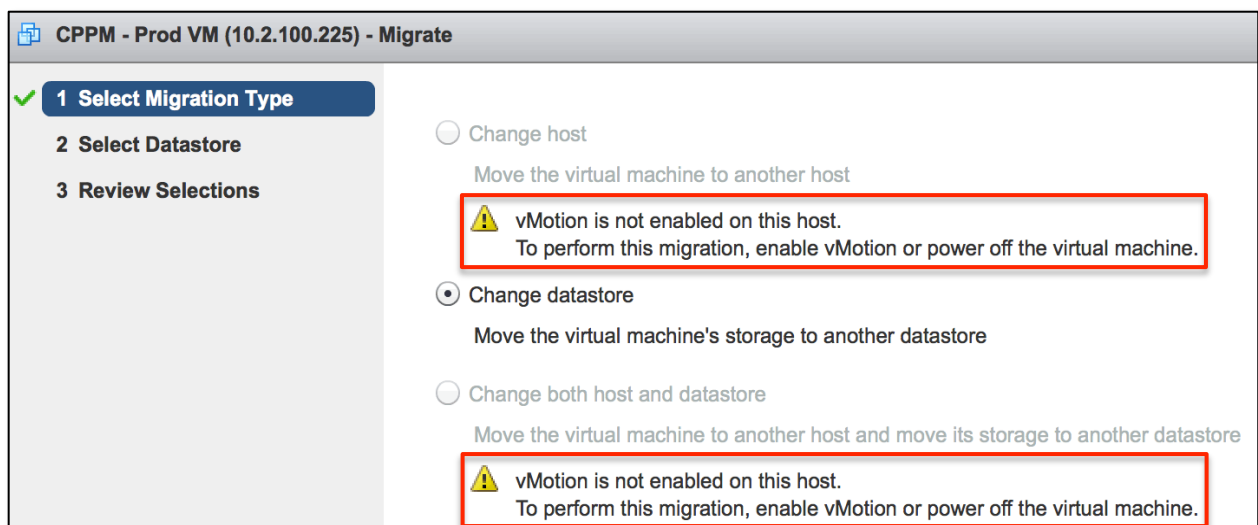 CPPM - Prod VM (10.2.100.225) - Migrate
1 Select Migration Type
2 Select Datastore
3 Review Selections
Change host
Move the virtual machine to another host
vMotion is not enabled on this host.
To perform this migration, enable vMotion or power off the virtual machine.
Change datastore
Move the virtual machine's storage to another datastore
Change both host and datastore
Move the virtual machine to another host and move its storage to another datastore
vMotion is not enabled on this host.
To perform this migration, enable vMotion or power off the virtual machine.